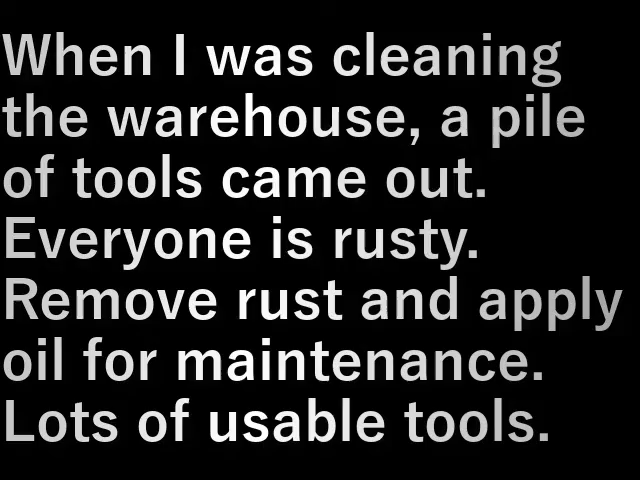 When I was cleaning
the warehouse, a pile
of tools came out.
Everyone is rusty.
Remove rust and apply
oil for maintenance.
Lots of usable tools.